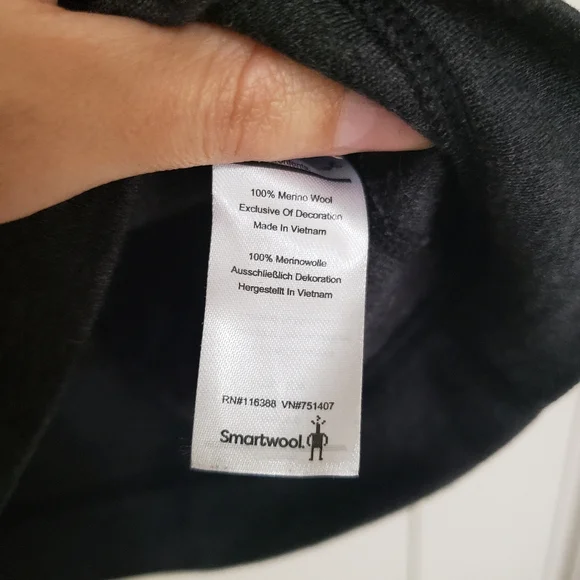 100% Merino Wool
Exclusive Of Decoration
Made In Vietnam
100% Merinowolle
Ausschließlich Dekoration
Hergestellt In Vietnam
RN#116388 VN#751407
Smartwool.